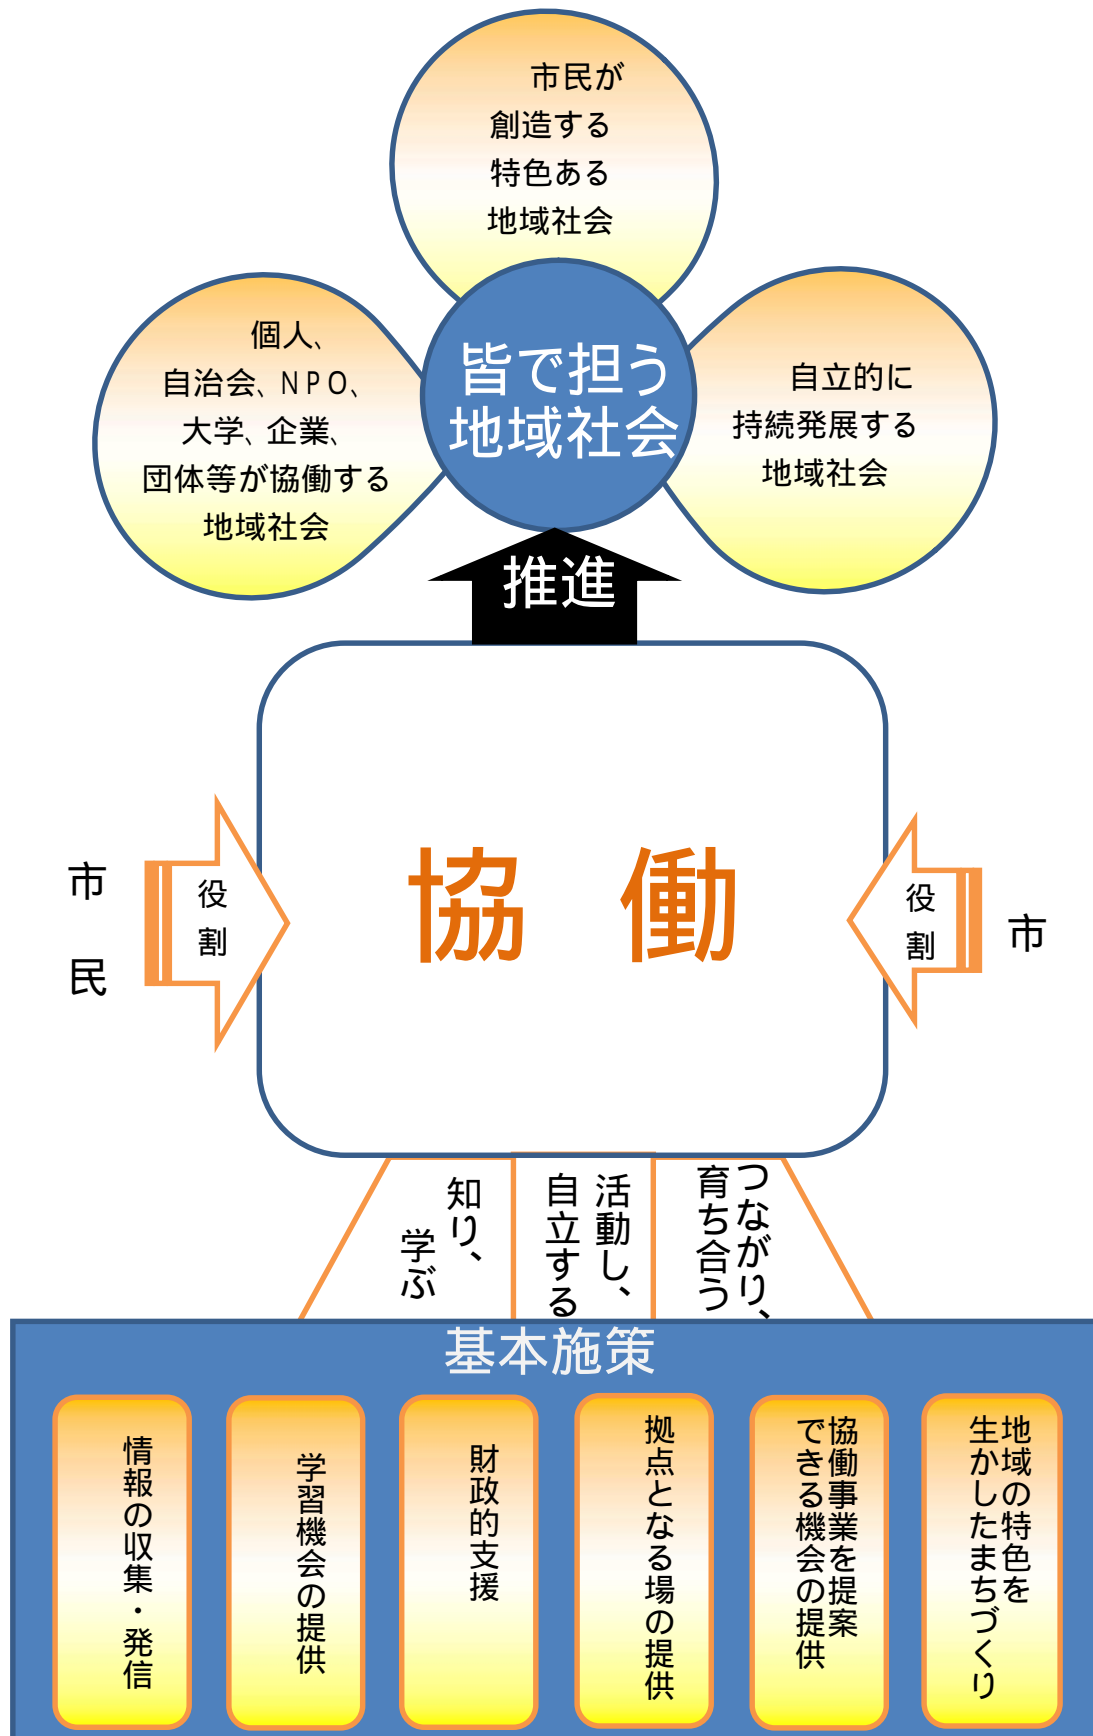 市民が
創造する
特色ある
地域社会
個人、
自治会、NPO、
大学、企業、
団体等が協働する
地域社会
皆で担う
地域社会
自立的に
持続発展する
地域社会
推進
市民
役割
協働
役割
市
知り、
学ぶ
活動し、
自立する
つながり、
育ち合う
基本施策
情報の収集・発信
学習機会の提供
財政的支援
拠点となる場の提供
協働事業を提案
できる機会の提供
地域の特色を
生かしたまちづくり